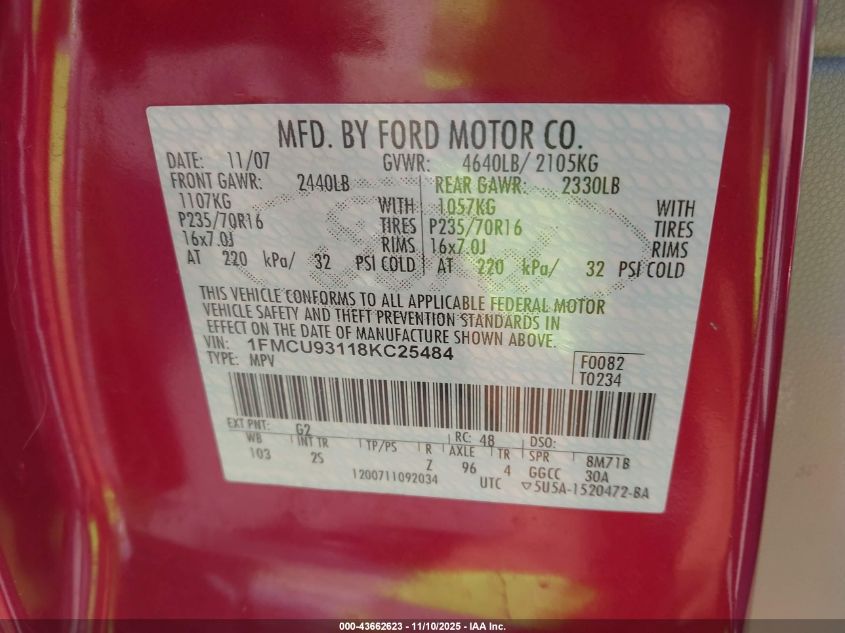 MFD. BY FORD MOTOR CO.
DATE: 11/07 GVWR: 4640LB/ 2105KG
FRONT GAWR: 2440LB REAR GAWR: 2330LB
1107KG WITH 1057KG WITH
P235/70R16 TIRES P235/70R16 TIRES
16x7.0J RIMS 16x7.0J RIMS
AT 220 kPa/ 32 PSI COLD AT 220 kPa/ 32 PSI COLD
THIS VEHICLE CONFORMS TO ALL APPLICABLE FEDERAL MOTOR
VEHICLE SAFETY AND THEFT PREVENTION STANDARDS IN
EFFECT ON THE DATE OF MANUFACTURE SHOWN ABOVE.
VIN: 1FMCU93118KC25484
TYPE: MPV F0082
T0234
EXT PNT: G2 RC: 48 DSO:
WB INT TR TP/PS R AXLE TR SPR 8M71B
103 2S Z 96 4 GGCC 30A
1200711092034 UTC ▽5U5A-1520472-BA
000-43662623 - 11/10/2025 - IAA Inc.